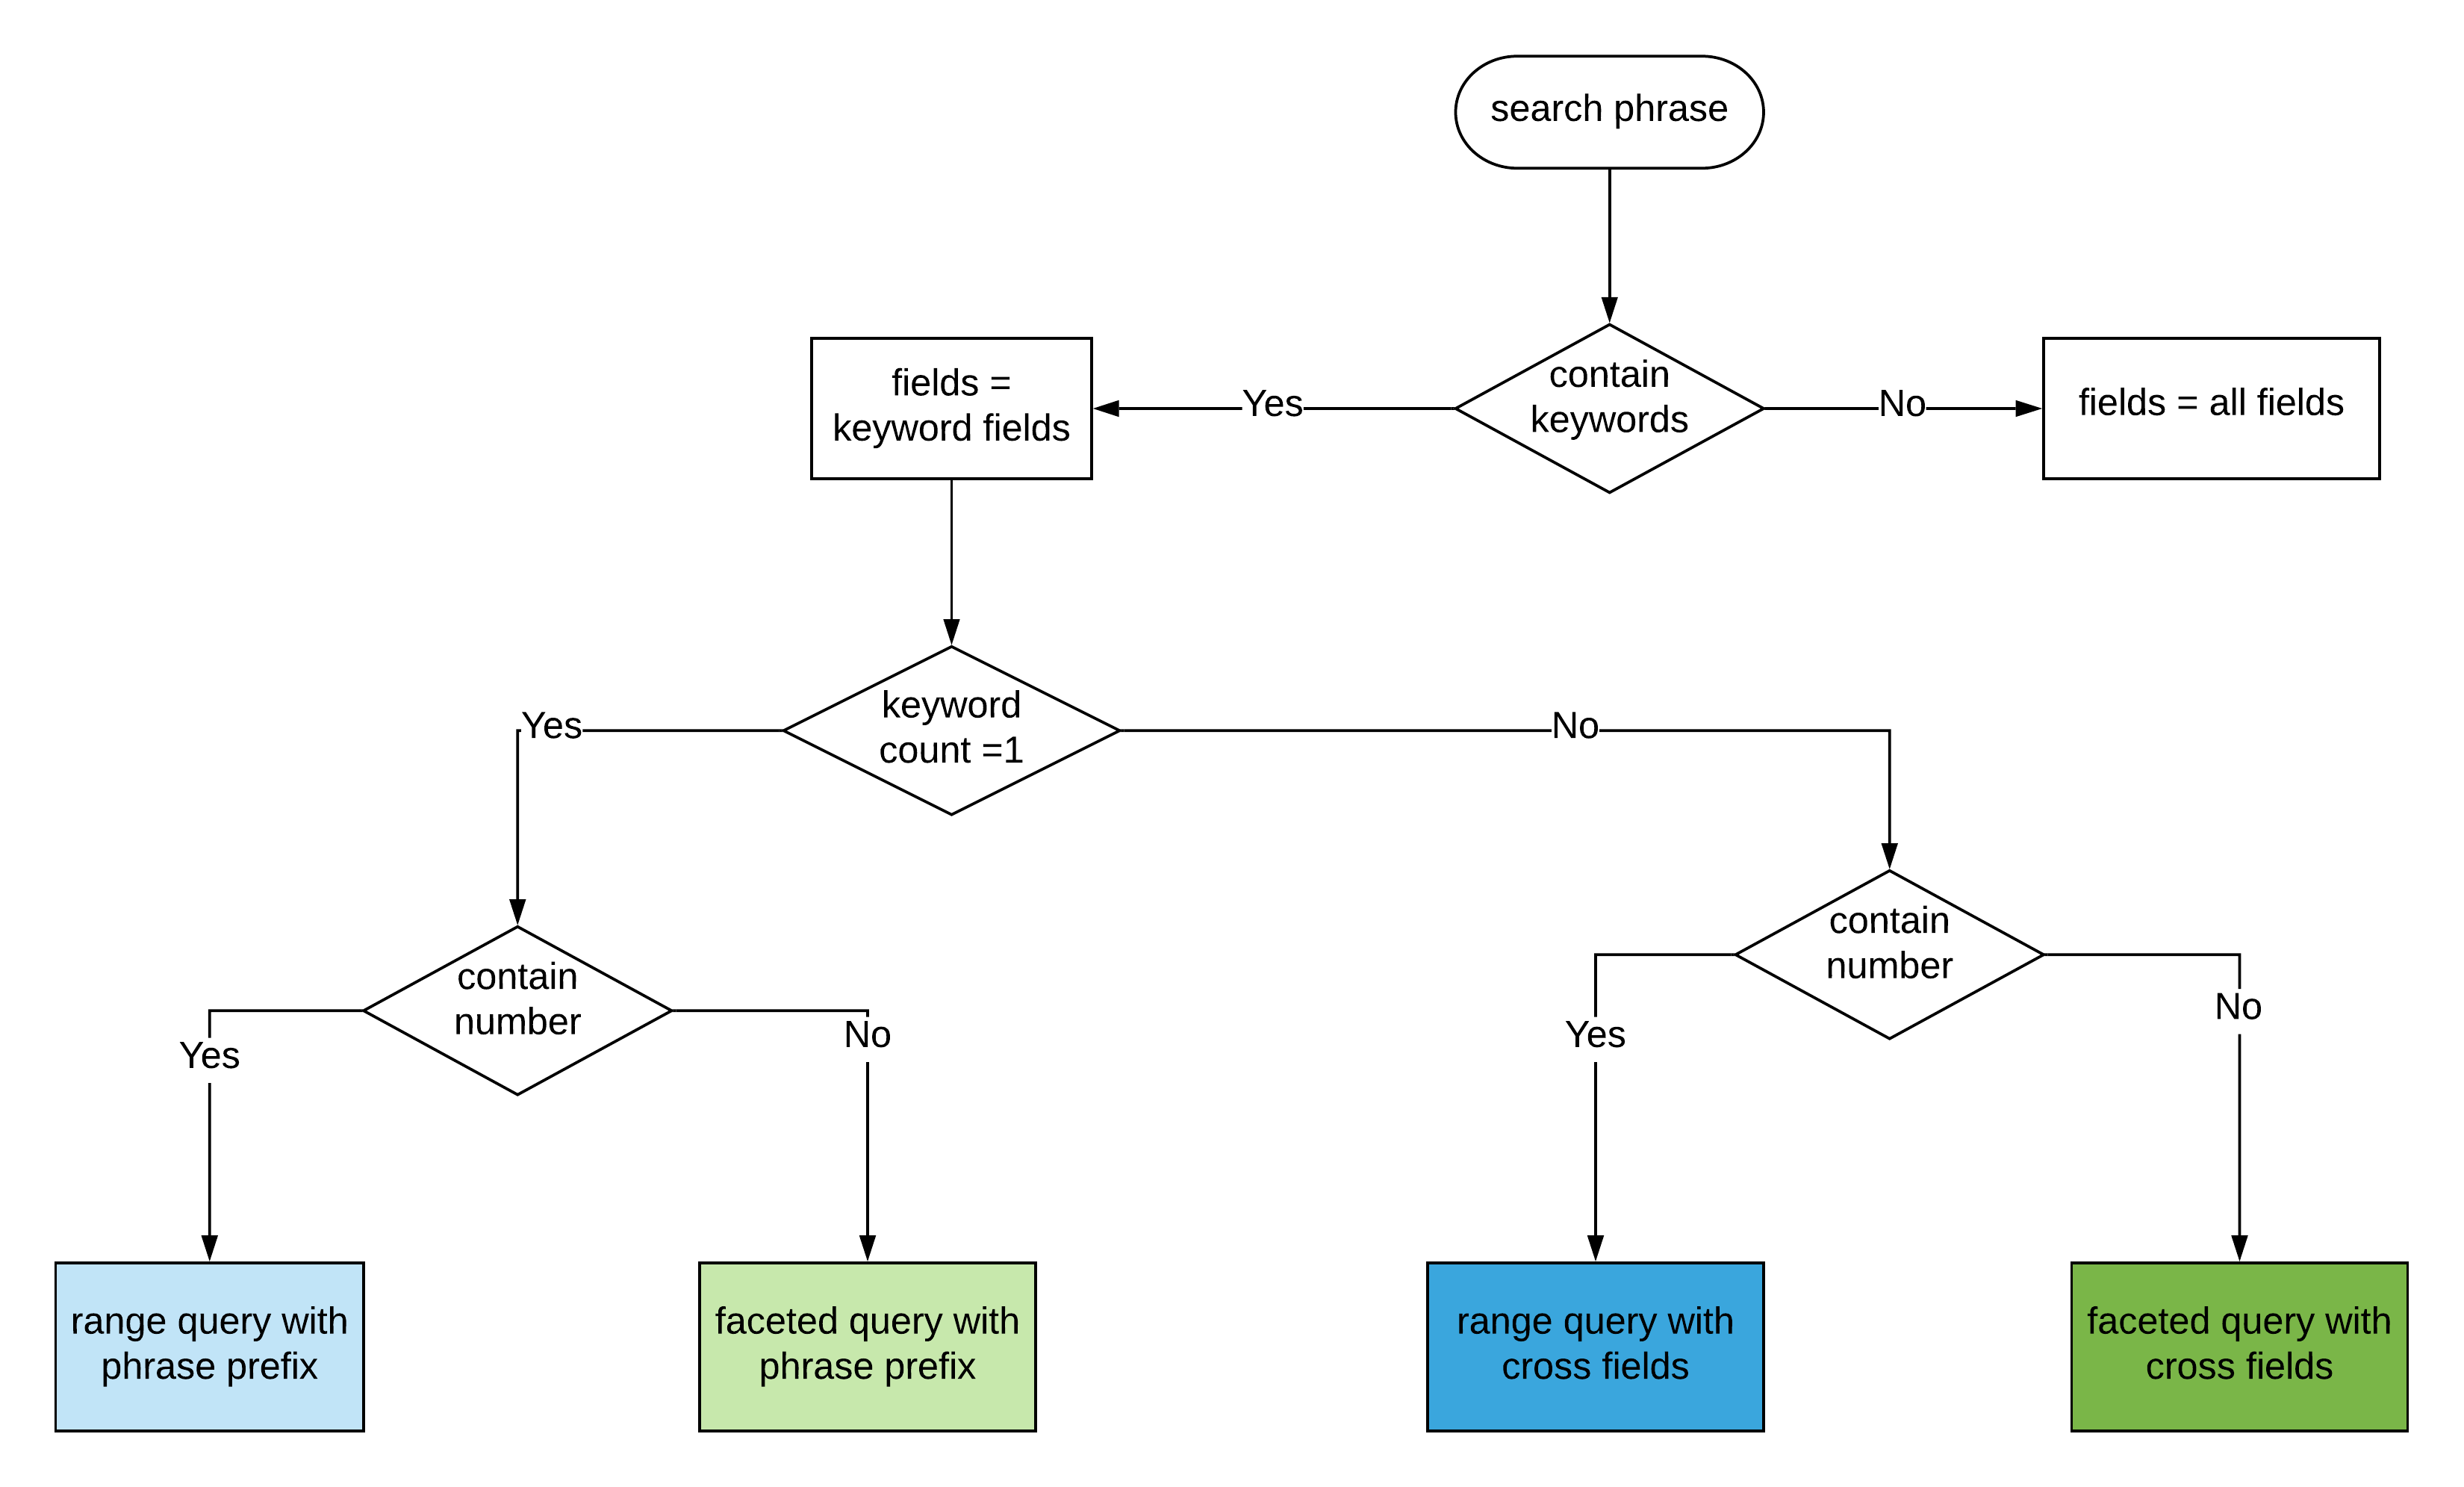 search phrase
contain
keywords
Yes
No
fields =
keyword fields
fields = all fields
keyword
count =1
Yes
No
contain
number
Yes
No
contain
number
Yes
No
range query with
phrase prefix
faceted query with
phrase prefix
range query with
cross fields
faceted query with
cross fields